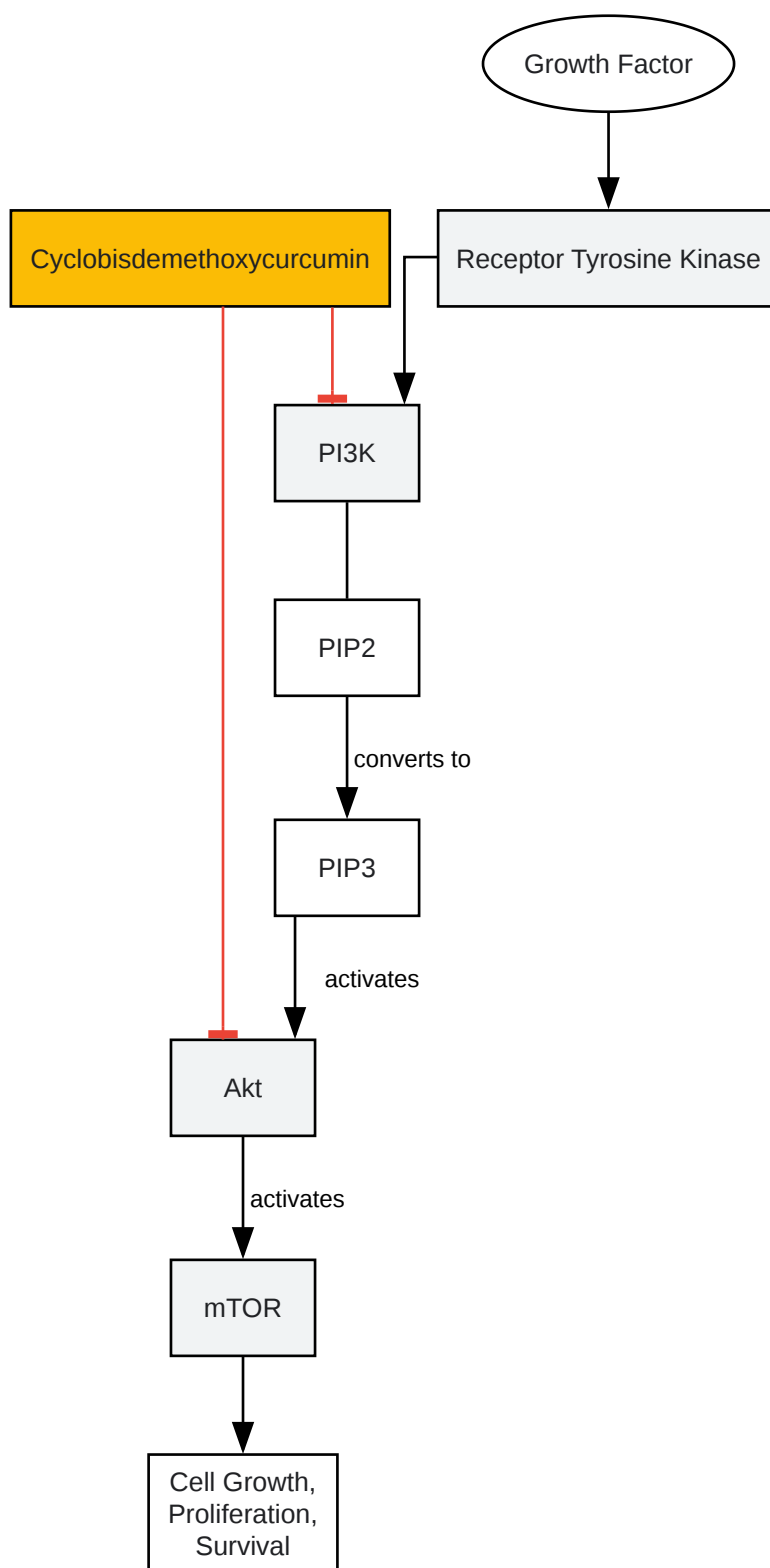 Growth Factor
Cyclobisdemethoxycurcumin
Receptor Tyrosine Kinase
PI3K
PIP2
converts to
PIP3
activates
Akt
activates
mTOR
Cell Growth,
Proliferation,
Survival